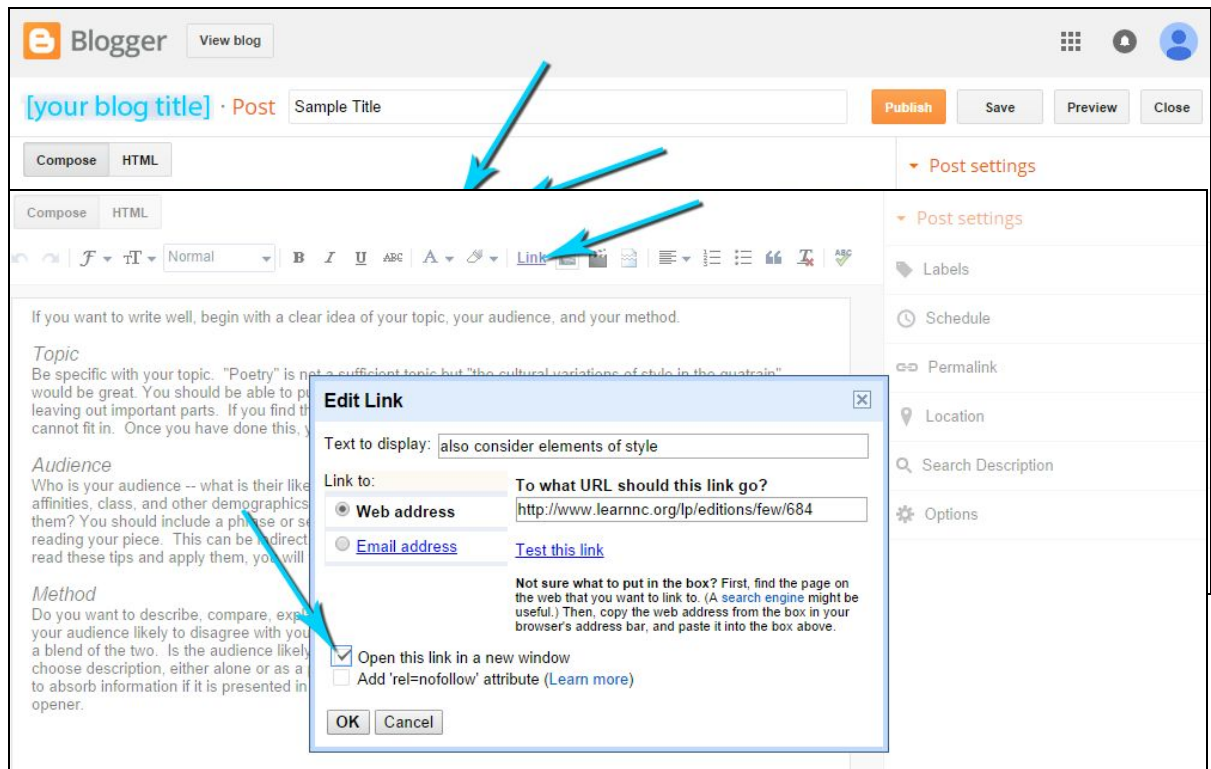 Blogger View blog
[your blog title] · Post Sample Title Publish Save Preview Close
Compose HTML
Post settings
Compose HTML
Post settings
Normal B I U ABC A Link ABC
Labels
If you want to write well, begin with a clear idea of your topic, your audience, and your method.
Schedule
Topic
Be specific with your topic. "Poetry" is not a sufficient topic but "the cultural variations of style in the quatrain"
would be great. You should be able to
leaving out important parts. If you find
cannot fit in. Once you have done this,
Permalink
Location
Search Description
Options
Audience
Who is your audience -- what is their
affinities, class, and other demographics
them? You should include a phrase or
reading your piece. This can be indirect
read these tips and apply them, you will
Method
Do you want to describe, compare,
your audience likely to disagree with
a blend of the two. Is the audience likely
choose description, either alone or as a
to absorb information if it is presented in
opener.
Edit Link
Text to display: also consider elements of style
Link to:
Web address
Email address
To what URL should this link go?
http://www.learnnc.org/lp/editions/few/684
Test this link
Not sure what to put in the box? First, find the page on
the web that you want to link to. (A search engine might be
useful.) Then, copy the web address from the box in your
browser's address bar, and paste it into the box above.
Open this link in a new window
Add 'rel=nofollow' attribute (Learn more)
OK Cancel